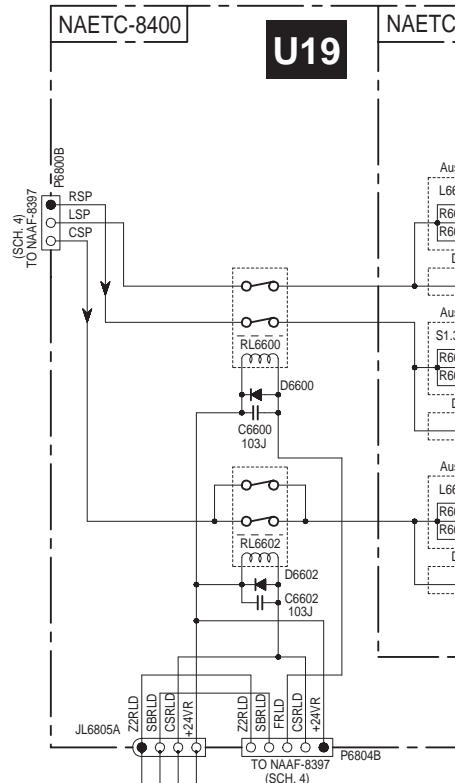 NAETC-8400
U19
NAETC
P6800B
(SCH. 4)
TO NAAF-8397
RSP
LSP
CSP
RL6600
D6600
C6600
103J
RL6602
D6602
C6602
103J
JL6805A
Z2RLD
SBRLD
CSRLD
+24VR
Z2RLD
SBRLD
FRLD
CSRLD
+24VR
P6804B
TO NAAF-8397
(SCH. 4)